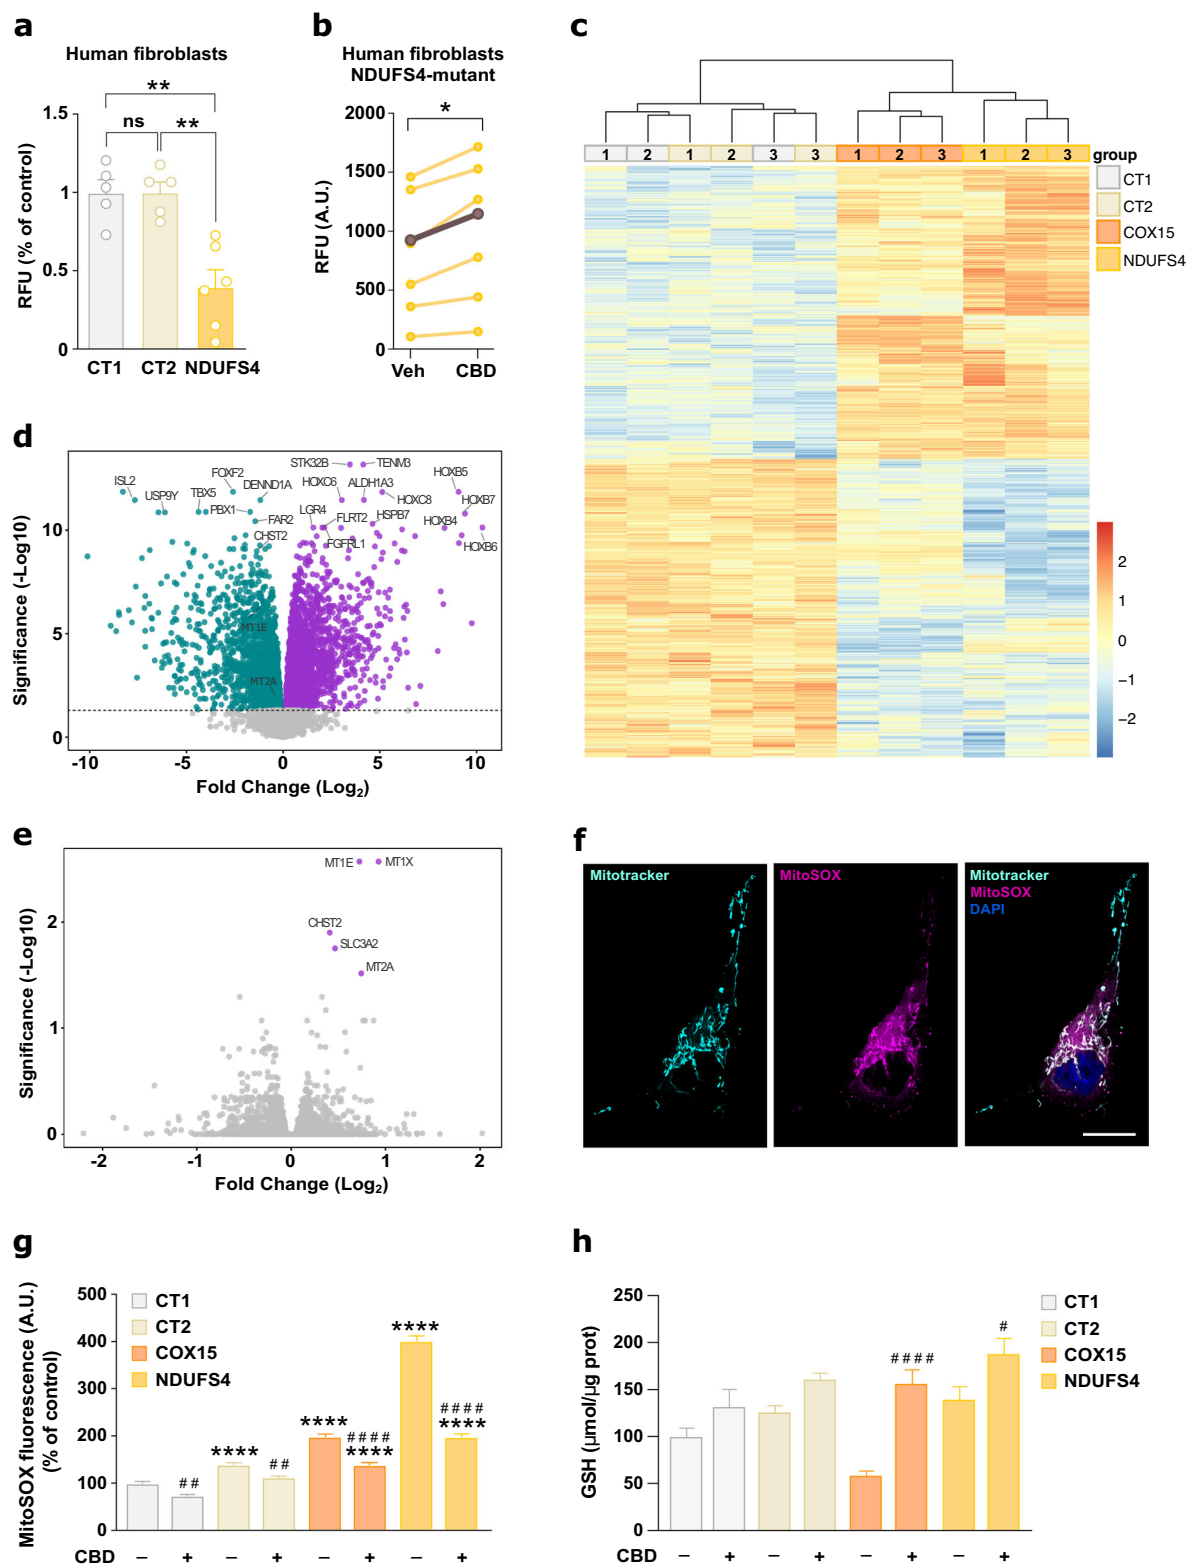 a
Human fibroblasts
**
ns
**
1.5
1
0.5
0
RFU (% of control)
CT1 CT2 NDUFS4
b
Human fibroblasts
NDUFS4-mutant
*
2000
1500
1000
500
0
RFU (A.U.)
Veh CBD
c
1 2 1 2 3 3 1 2 3 1 2 3
group
CT1
CT2
COX15
NDUFS4
2
1
0
−1
−2
d
STK32B
TENM3
ISL2
FOXF2
HOXB5
USP9Y
TBX5
DENND1A
HOXC6
ALDH1A3
HOXC8
HOXB7
PBX1
FAR2
LGR4
FLRT2
HSPB7
HOXB4
CHST2
FGFRL1
HOXB6
MT1E
MT2A
10
5
0
Significance (-Log10)
-10 -5 0 5 10
Fold Change (Log2)
e
MT1E
MT1X
CHST2
SLC3A2
MT2A
2
1
0
Significance (-Log10)
-2 -1 0 1 2
Fold Change (Log2)
f
Mitotracker
MitoSOX
Mitotracker
MitoSOX
DAPI
g
MitoSOX fluorescence (A.U.)
(% of control)
500
400
300
200
100
0
CT1
CT2
COX15
NDUFS4
##
****
##
****
####
****
****
####
****
CBD − + − + − + − +
h
GSH (µmol/µg prot)
250
200
150
100
50
0
####
#
CT1
CT2
COX15
NDUFS4
CBD − + − + − + − +